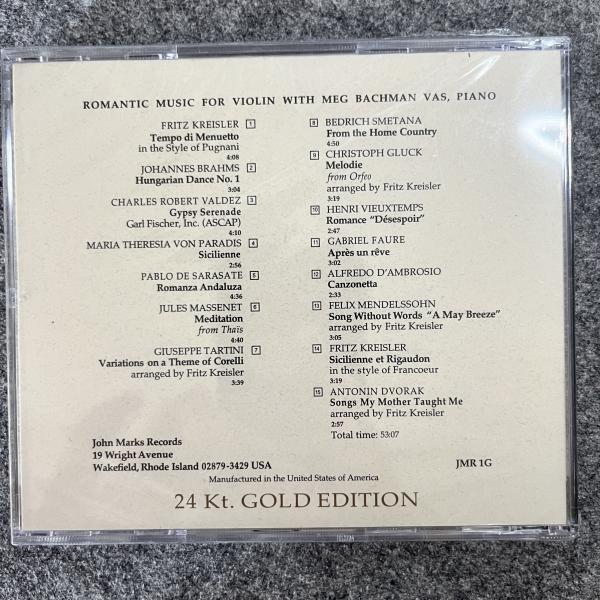 ROMANTIC MUSIC FOR VIOLIN WITH MEG BACHMAN VAS, PIANO
FRITZ KREISLER 1
Tempo di Menuetto
in the Style of Pugnani
4:08
JOHANNES BRAHMS 2
Hungarian Dance No. 1
3:04
CHARLES ROBERT VALDEZ 3
Gypsy Serenade
Garl Fischer, Inc. (ASCAP)
4:10
MARIA THERESIA VON PARADIS 4
Sicilienne
2:56
PABLO DE SARASATE 5
Romanza Andaluza
4:36
JULES MASSENET 6
Meditation
from Thaïs
4:40
GIUSEPPE TARTINI 7
Variations on a Theme of Corelli
arranged by Fritz Kreisler
3:39
8 BEDRICH SMETANA
From the Home Country
4:50
9 CHRISTOPH GLUCK
Melodie
from Orfeo
arranged by Fritz Kreisler
3:19
10 HENRI VIEUXTEMPS
Romance "Désespoir"
2:47
11 GABRIEL FAURE
Après un rêve
3:02
12 ALFREDO D'AMBROSIO
Canzonetta
2:33
13 FELIX MENDELSSOHN
Song Without Words "A May Breeze"
arranged by Fritz Kreisler
3:05
14 FRITZ KREISLER
Sicilienne et Rigaudon
in the style of Francoeur
3:19
15 ANTONIN DVORAK
Songs My Mother Taught Me
arranged by Fritz Kreisler
2:57
Total time: 53:07
John Marks Records
19 Wright Avenue
Wakefield, Rhode Island 02879-3429 USA
JMR 1G
Manufactured in the United States of America
24 Kt. GOLD EDITION